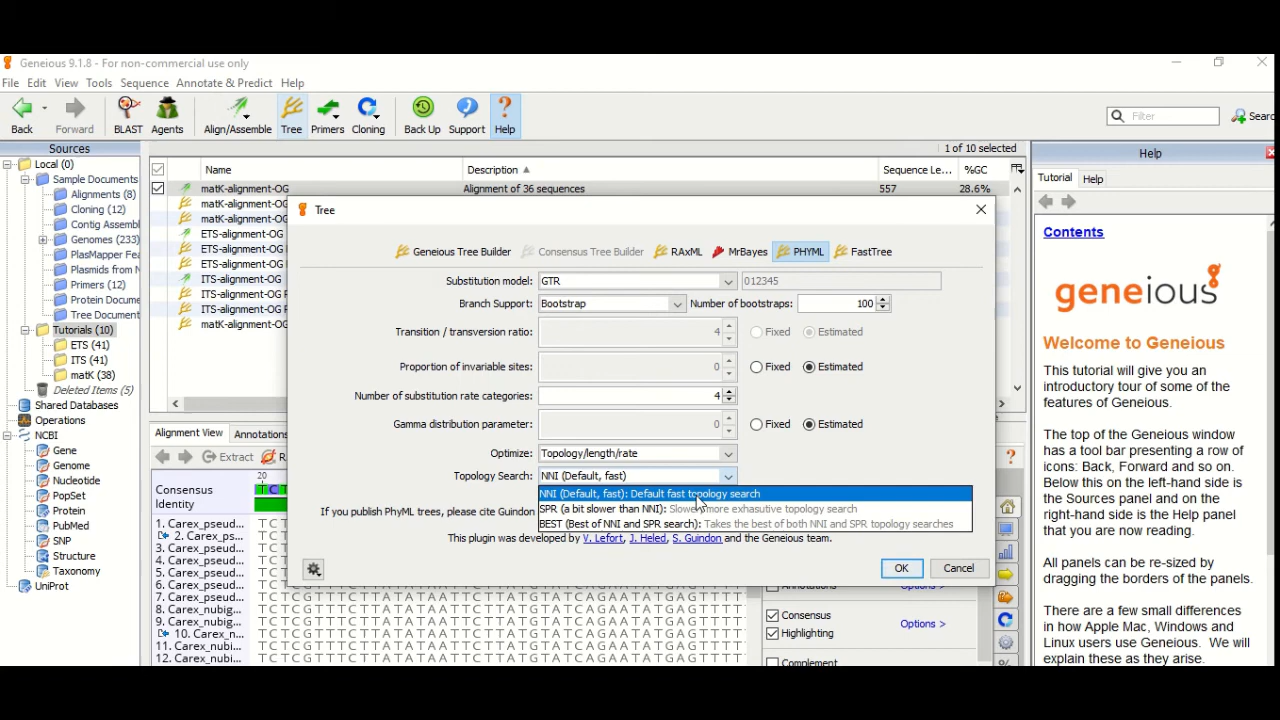 Geneious 9.1.8 - For non-commercial use only
File Edit View Tools Sequence Annotate & Predict Help
Back Forward BLAST Agents Align/Assemble Tree Primers Cloning Back Up Support Help Filter Searc
Sources
Local (0)
Sample Documents
Alignments (8)
Cloning (12)
Contig Assembl
Genomes (233)
PlasMapper Fea
Plasmids from N
Primers (12)
Protein Docume
Tree Documents
Tutorials (10)
ETS (41)
ITS (41)
matK (38)
Deleted Items (5)
Shared Databases
Operations
NCBI
Gene
Genome
Nucleotide
PopSet
Protein
PubMed
SNP
Structure
Taxonomy
UniProt
1 of 10 selected
Name Description Sequence Le... %GC
matK-alignment-OG Alignment of 36 sequences 557 28.6%
matK-alignment-OG
matK-alignment-OG
ETS-alignment-OG
ETS-alignment-OG
ETS-alignment-OG
ITS-alignment-OG
ITS-alignment-OG
ITS-alignment-OG
matK-alignment-OG
Tree
Geneious Tree Builder Consensus Tree Builder RAxML MrBayes PHYML FastTree
Substitution model: GTR 012345
Branch Support: Bootstrap Number of bootstraps: 100
Transition / transversion ratio: 4 Fixed Estimated
Proportion of invariable sites: 0 Fixed Estimated
Number of substitution rate categories: 4
Gamma distribution parameter: 0 Fixed Estimated
Optimize: Topology/length/rate
Topology Search: NNI (Default, fast)
NNI (Default, fast): Default fast topology search
SPR (a bit slower than NNI): Slower more exhasutive topology search
BEST (Best of NNI and SPR search): Takes the best of both NNI and SPR topology searches
If you publish PhyML trees, please cite Guindon
This plugin was developed by V. Lefort, J. Heled, S. Guindon and the Geneious team.
OK Cancel
Alignment View Annotations
Extract
20
Consensus
Identity
1. Carex_ps...
2. Carex_ps...
3. Carex_pseud...
4. Carex_pseud...
5. Carex_pseud...
6. Carex_pseud...
7. Carex_pseud...
8. Carex_nubig...
9. Carex_nubig...
10. Carex_n...
11. Carex_nubi...
12. Carex_nubi...
Annotations Options >
Consensus
Highlighting Options >
Complement
Help
Tutorial Help
Contents
geneious
Welcome to Geneious
This tutorial will give you an
introductory tour of some of the
features of Geneious.
The top of the Geneious window
has a tool bar presenting a row of
icons: Back, Forward and so on.
Below this on the left-hand side is
the Sources panel and on the
right-hand side is the Help panel
that you are now reading.
All panels can be re-sized by
dragging the borders of the panels.
There are a few small differences
in how Apple Mac, Windows and
Linux users use Geneious. We will
explain these as they arise.